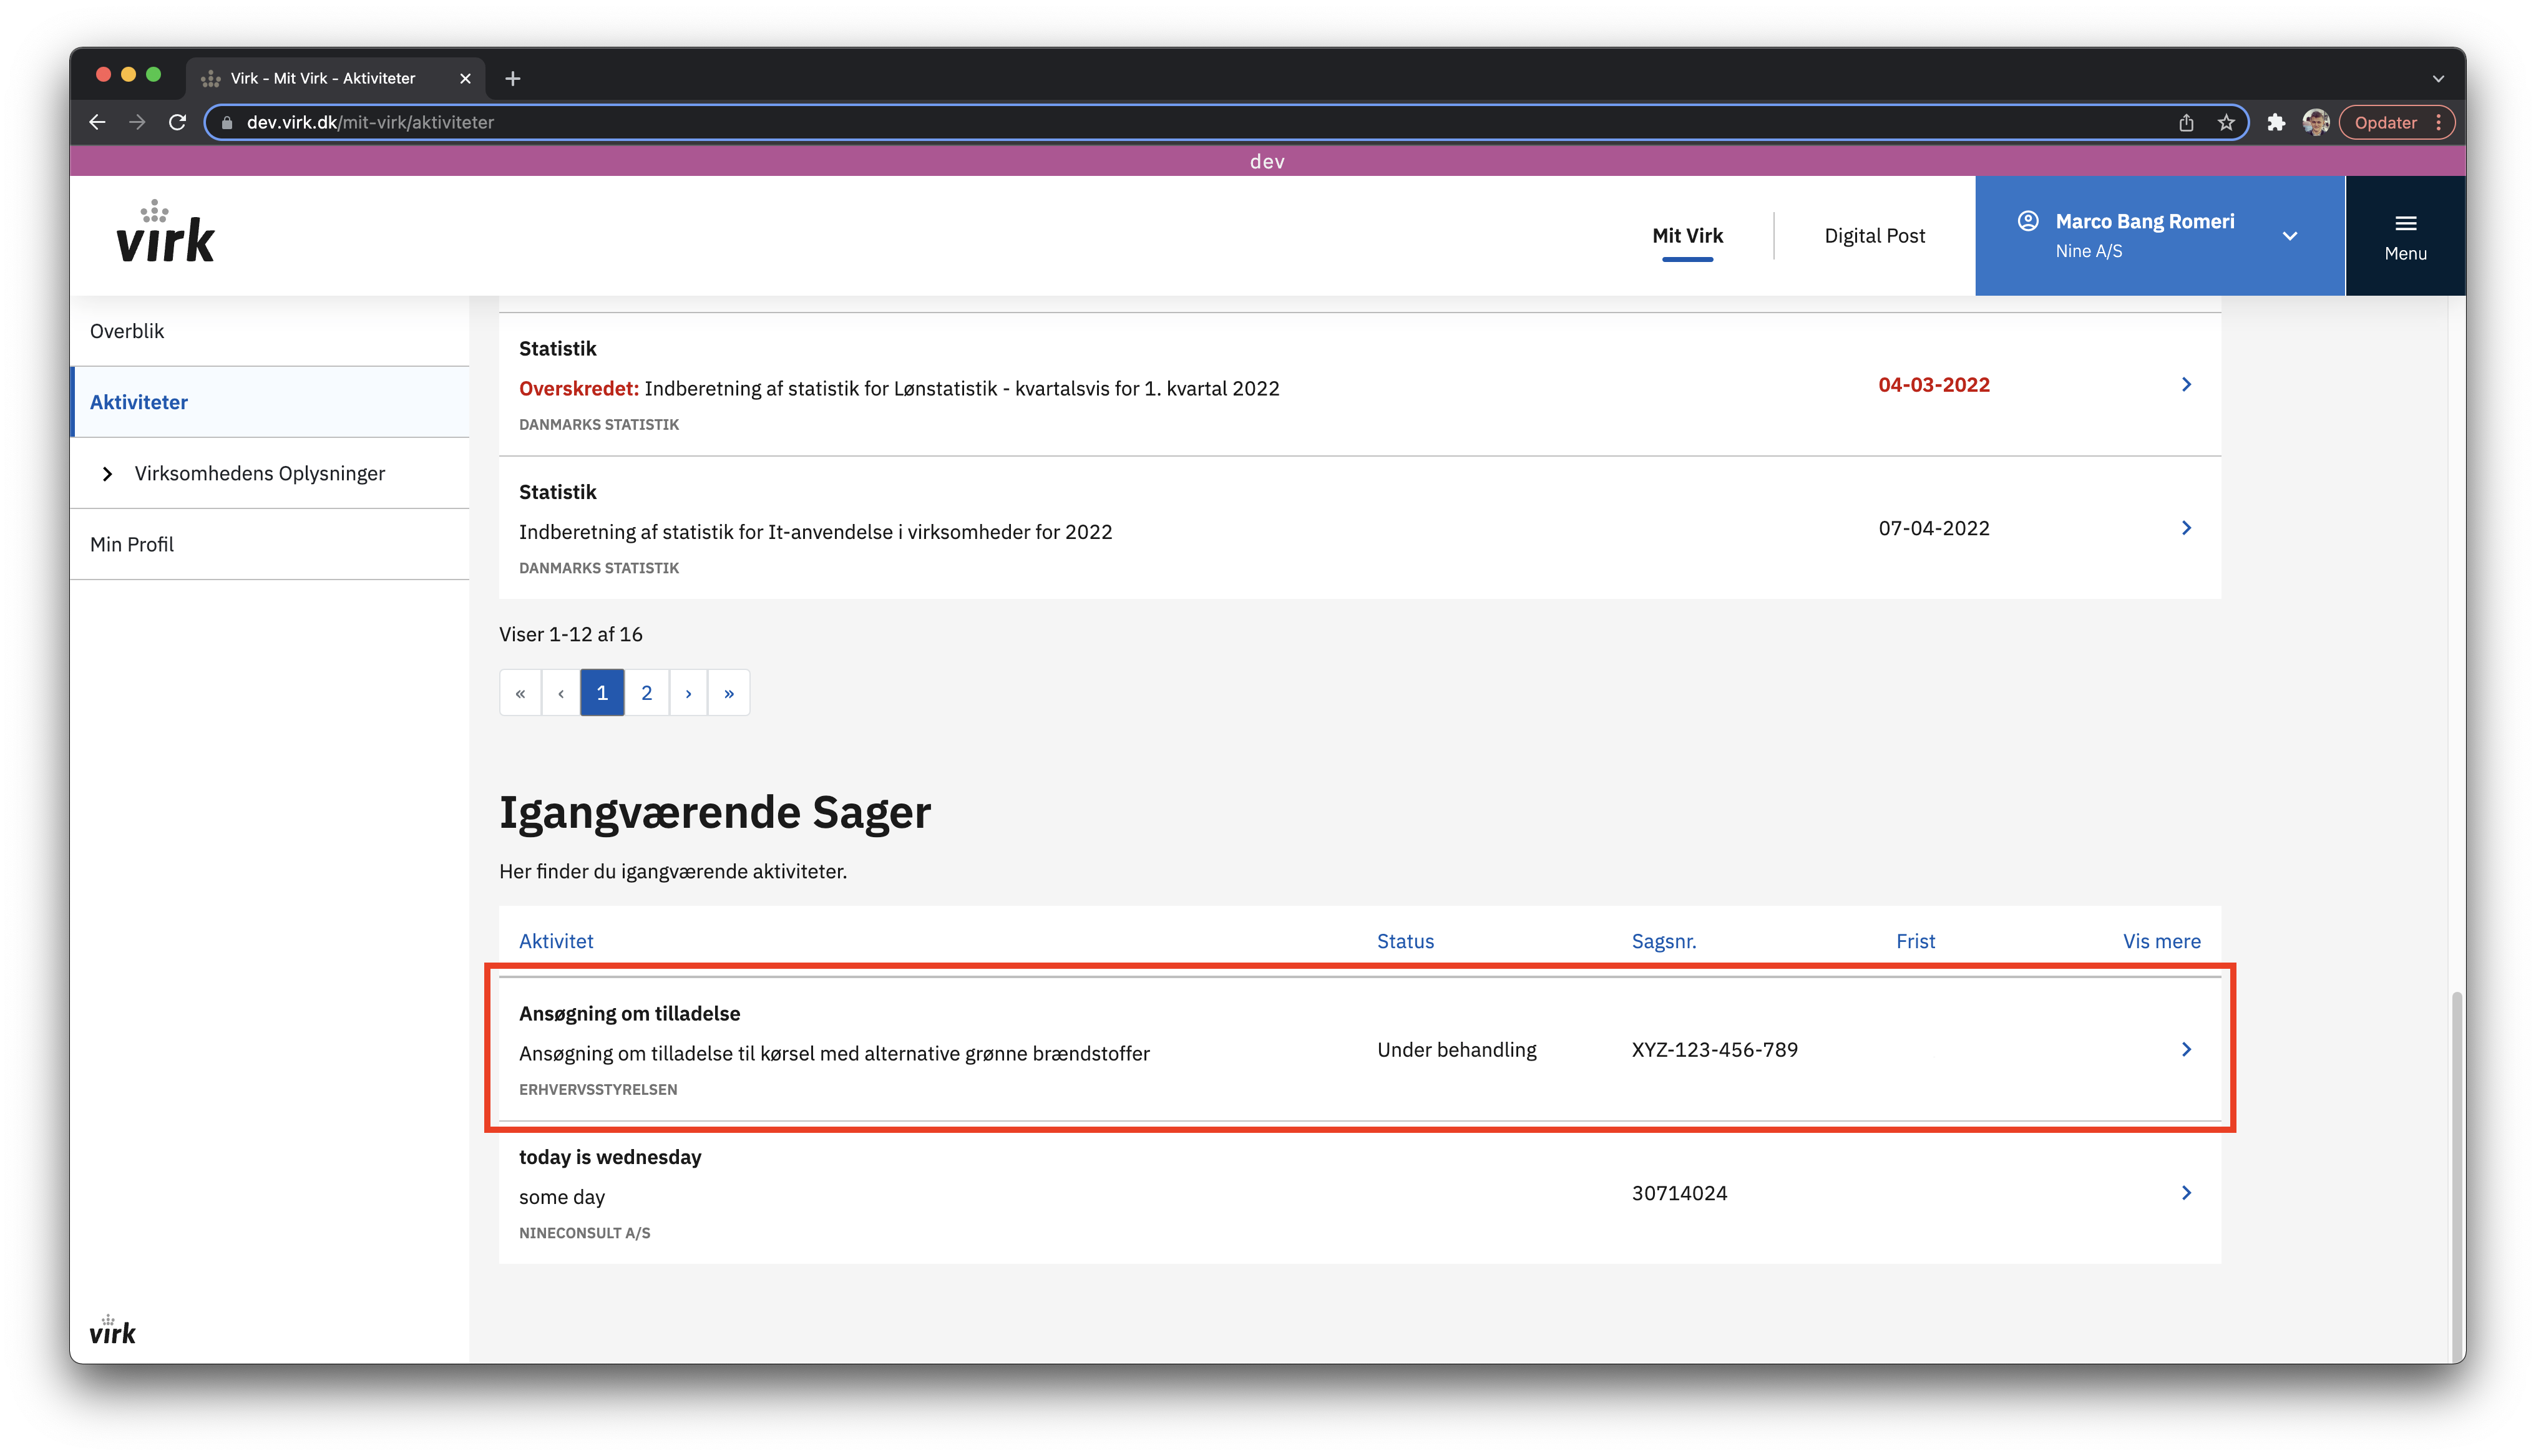 Virk - Mit Virk - Aktiviteter
dev.virk.dk/mit-virk/aktiviteter
Opdater
dev
virk
Mit Virk
Digital Post
Marco Bang Romeri
Nine A/S
Menu
Overblik
Aktiviteter
Virksomhedens Oplysninger
Min Profil
Statistik
Overskredet: Indberetning af statistik for Lønstatistik - kvartalsvis for 1. kvartal 2022
04-03-2022
DANMARKS STATISTIK
Statistik
Indberetning af statistik for It-anvendelse i virksomheder for 2022
07-04-2022
DANMARKS STATISTIK
Viser 1-12 af 16
« ‹ 1 2 › »
Igangværende Sager
Her finder du igangværende aktiviteter.
Aktivitet Status Sagsnr. Frist Vis mere
Ansøgning om tilladelse
Ansøgning om tilladelse til kørsel med alternative grønne brændstoffer
Under behandling
XYZ-123-456-789
ERHVERVSSTYRELSEN
today is wednesday
some day
30714024
NINECONSULT A/S
virk